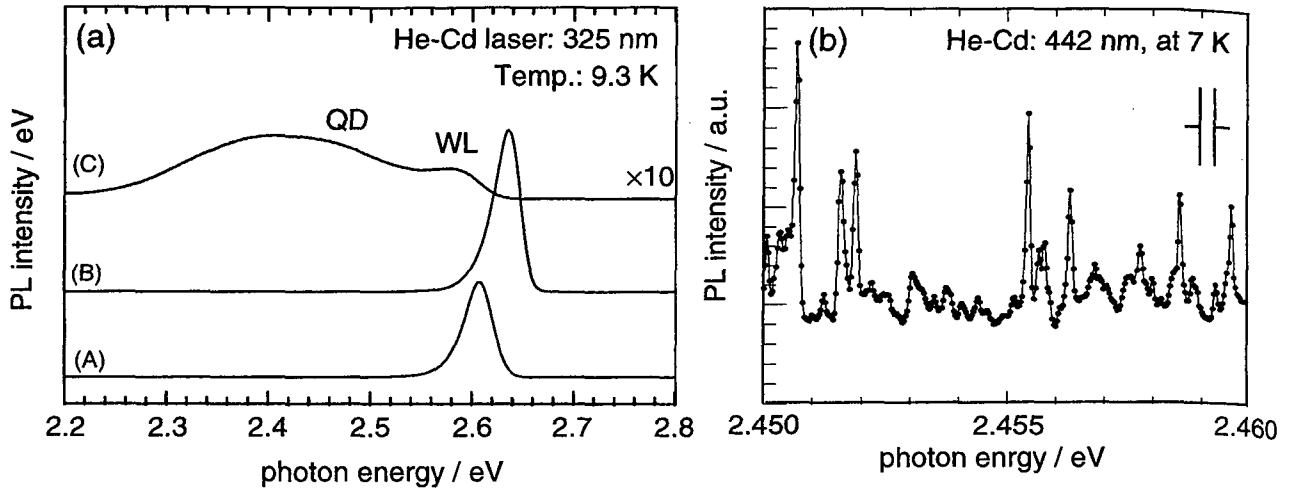 (a)
He-Cd laser: 325 nm
Temp.: 9.3 K
QD
WL
(C)
×10
(B)
(A)
PL intensity / eV
2.2 2.3 2.4 2.5 2.6 2.7 2.8
photon energy / eV
(b)
He-Cd: 442 nm, at 7 K
PL intensity / a.u.
2.450 2.455 2.460
photon enrgy / eV